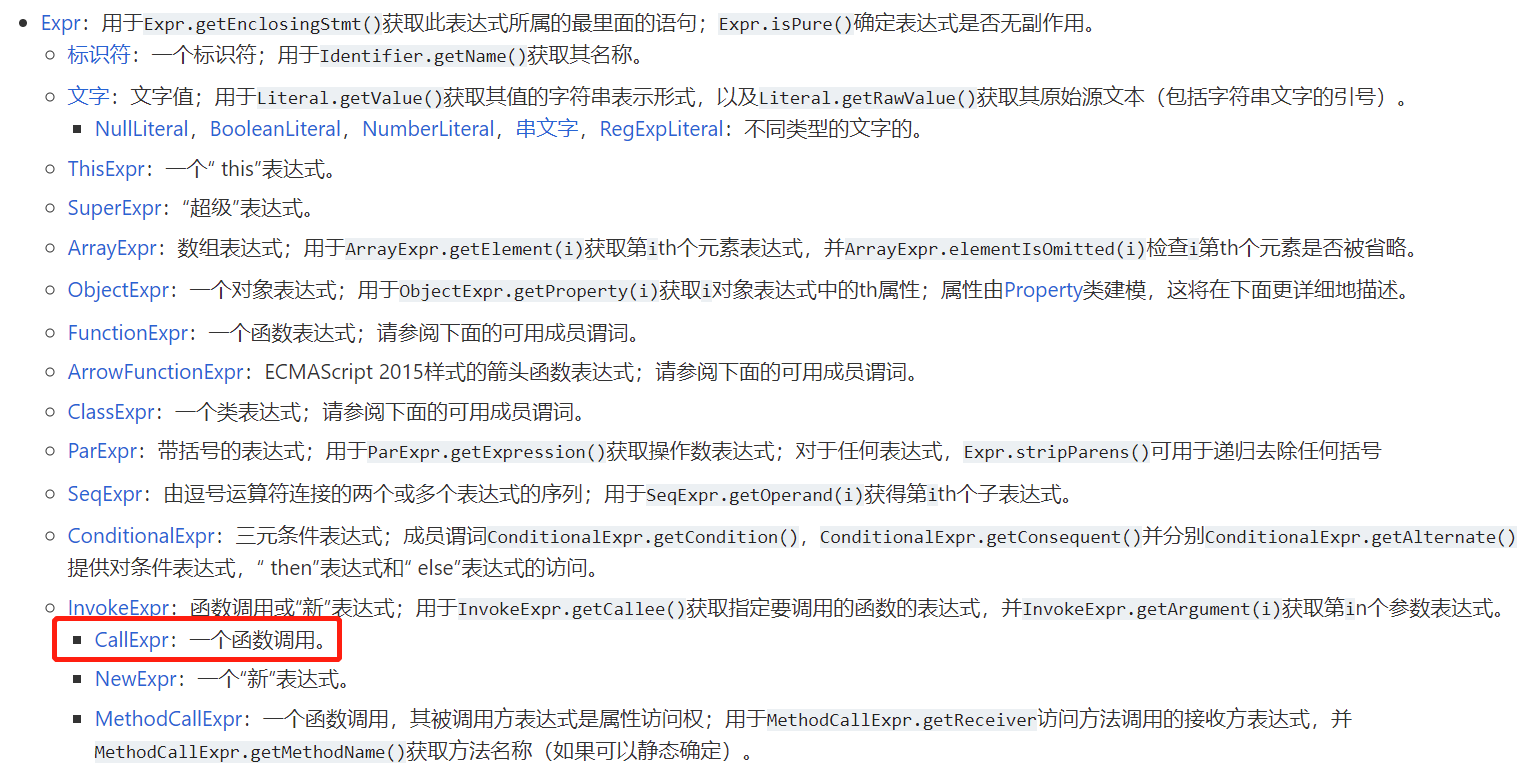 Expr：用于Expr.getEnclosingStmt()获取此表达式所属的最里面的语句；Expr.isPure()确定表达式是否无副作用。
标识符：一个标识符；用于Identifier.getName()获取其名称。
文字：文字值；用于Literal.getValue()获取其值的字符串表示形式，以及Literal.getRawValue()获取其原始源文本（包括字符串文字的引号）。
NullLiteral，BooleanLiteral，NumberLiteral，串文字，RegExpLiteral：不同类型的文字的。
ThisExpr：一个“ this”表达式。
SuperExpr：“超级”表达式。
ArrayExpr：数组表达式；用于ArrayExpr.getElement(i)获取第ith个元素表达式，并ArrayExpr.elementIsOmitted(i)检查i第th个元素是否被省略。
ObjectExpr：一个对象表达式；用于ObjectExpr.getProperty(i)获取i对象表达式中的th属性；属性由Property类建模，这将在下面更详细地描述。
FunctionExpr：一个函数表达式；请参阅下面的可用成员谓词。
ArrowFunctionExpr：ECMAScript 2015样式的箭头函数表达式；请参阅下面的可用成员谓词。
ClassExpr：一个类表达式；请参阅下面的可用成员谓词。
ParExpr：带括号的表达式；用于ParExpr.getExpression()获取操作数表达式；对于任何表达式，Expr.stripParens()可用于递归去除任何括号
SeqExpr：由逗号运算符连接的两个或多个表达式的序列；用于SeqExpr.getOperand(i)获得第ith个子表达式。
ConditionalExpr：三元条件表达式；成员谓词ConditionalExpr.getCondition()，ConditionalExpr.getConsequent()并分别ConditionalExpr.getAlternate()
提供对条件表达式，“ then”表达式和“ else”表达式的访问。
InvokeExpr：函数调用或“新”表达式；用于InvokeExpr.getCallee()获取指定要调用的函数的表达式，并InvokeExpr.getArgument(i)获取第in个参数表达式。
CallExpr：一个函数调用。
NewExpr：一个“新”表达式。
MethodCallExpr：一个函数调用，其被调用方表达式是属性访问权；用于MethodCallExpr.getReceiver访问方法调用的接收方表达式，并
MethodCallExpr.getMethodName()获取方法名称（如果可以静态确定）。